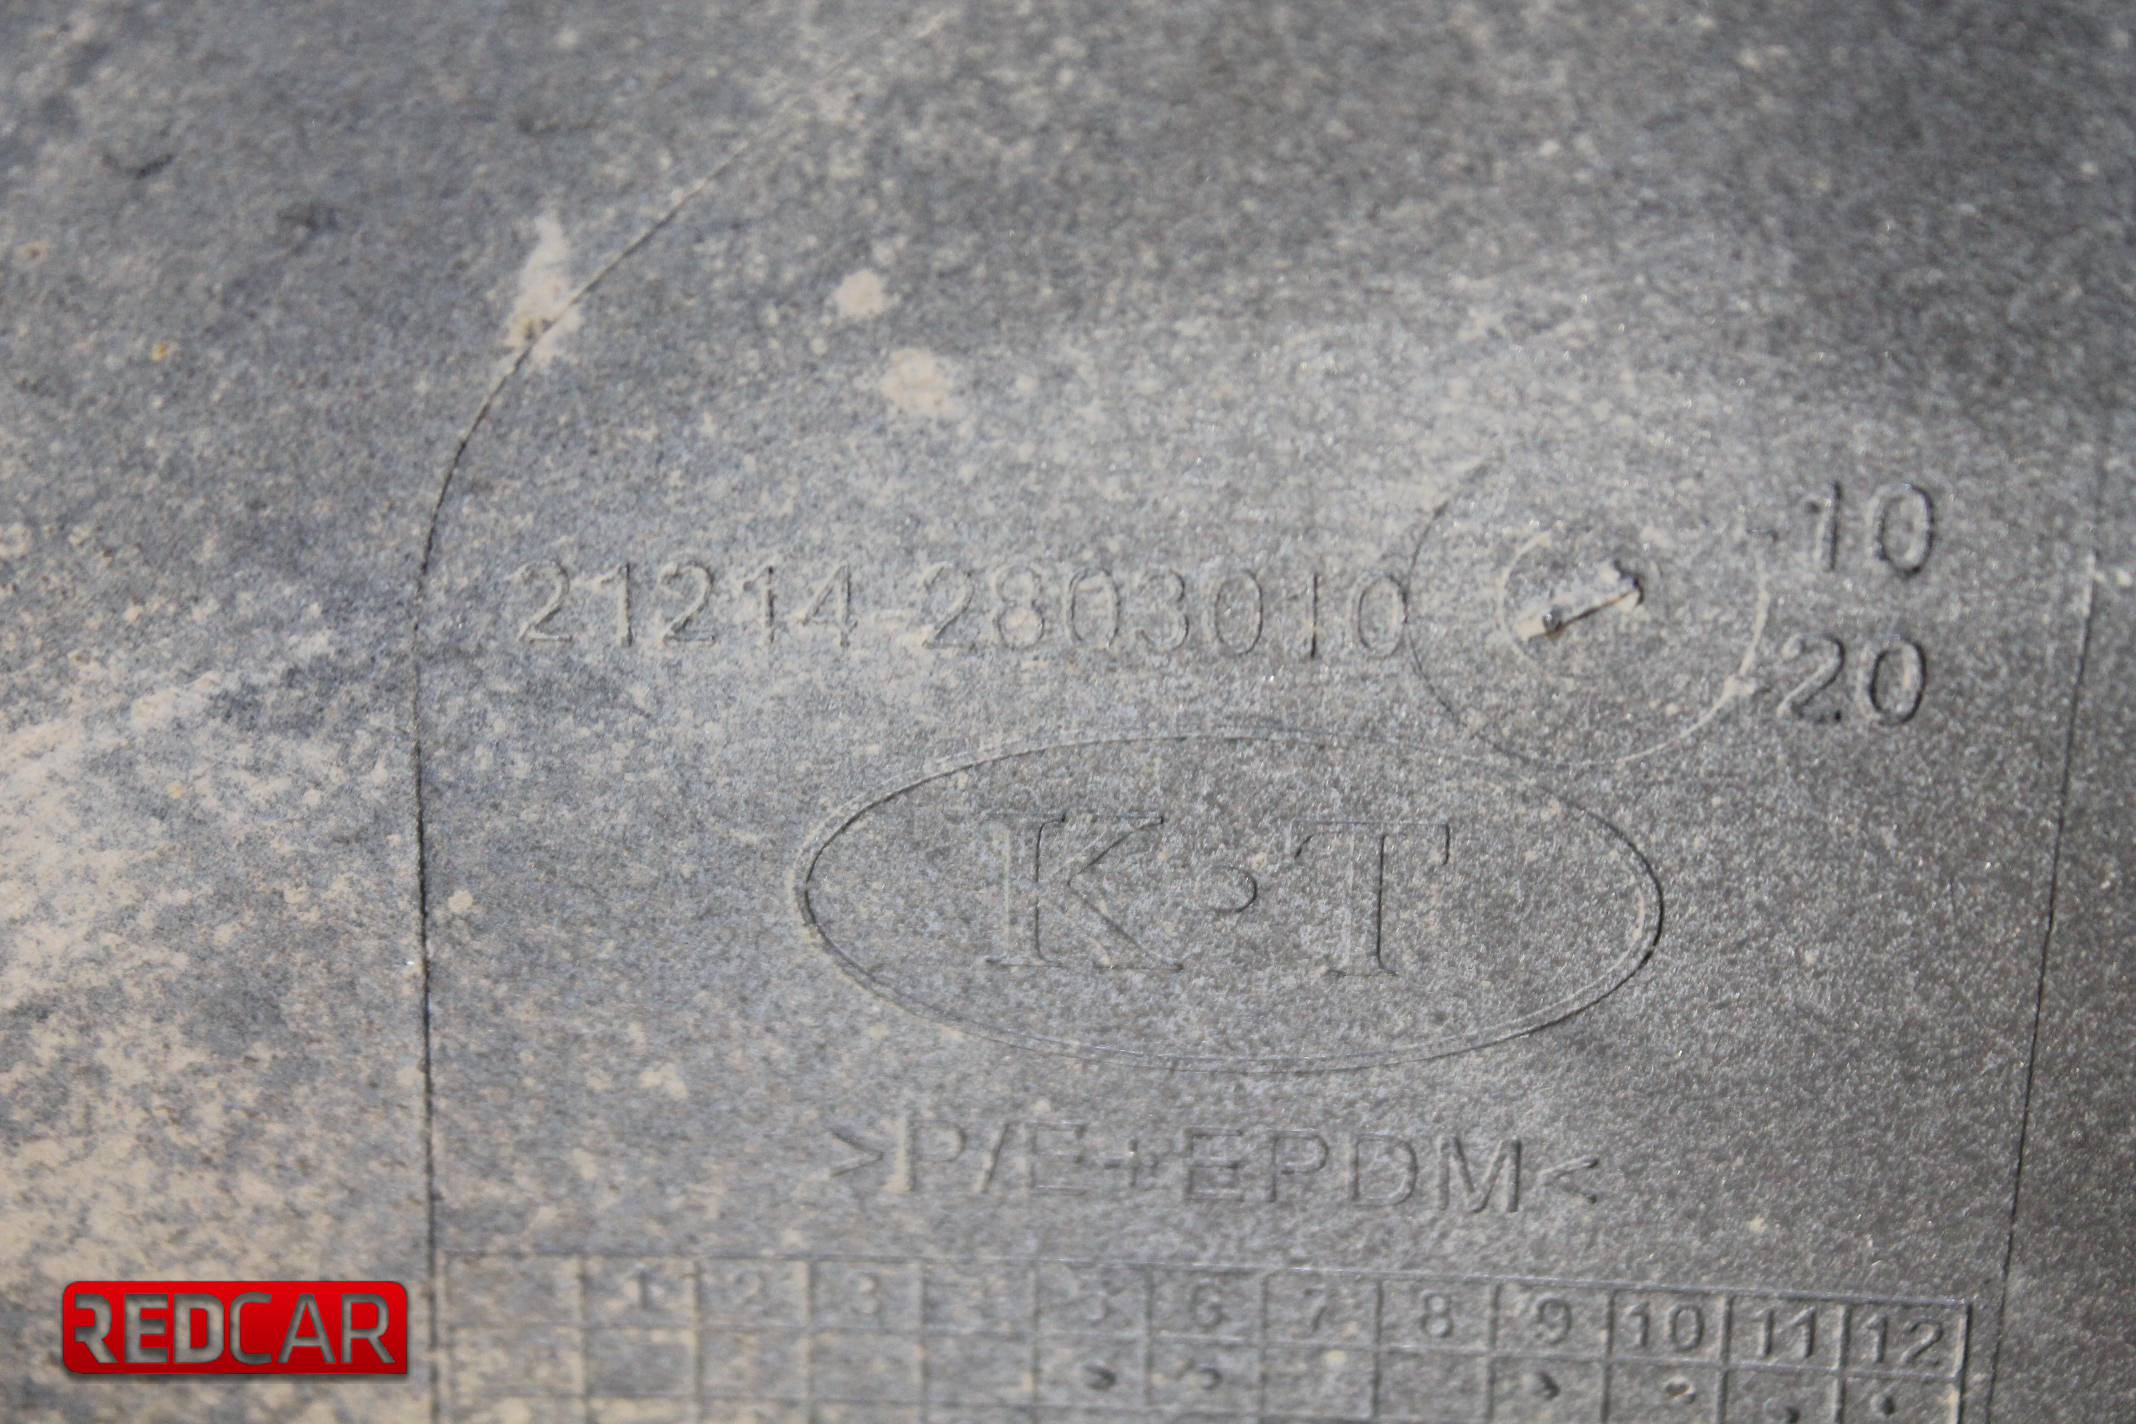 21214-2803010
10
20
K·T
>P/E+EPDM<
1 2 3 4 5 6 7 8 9 10 11 12
REDCAR